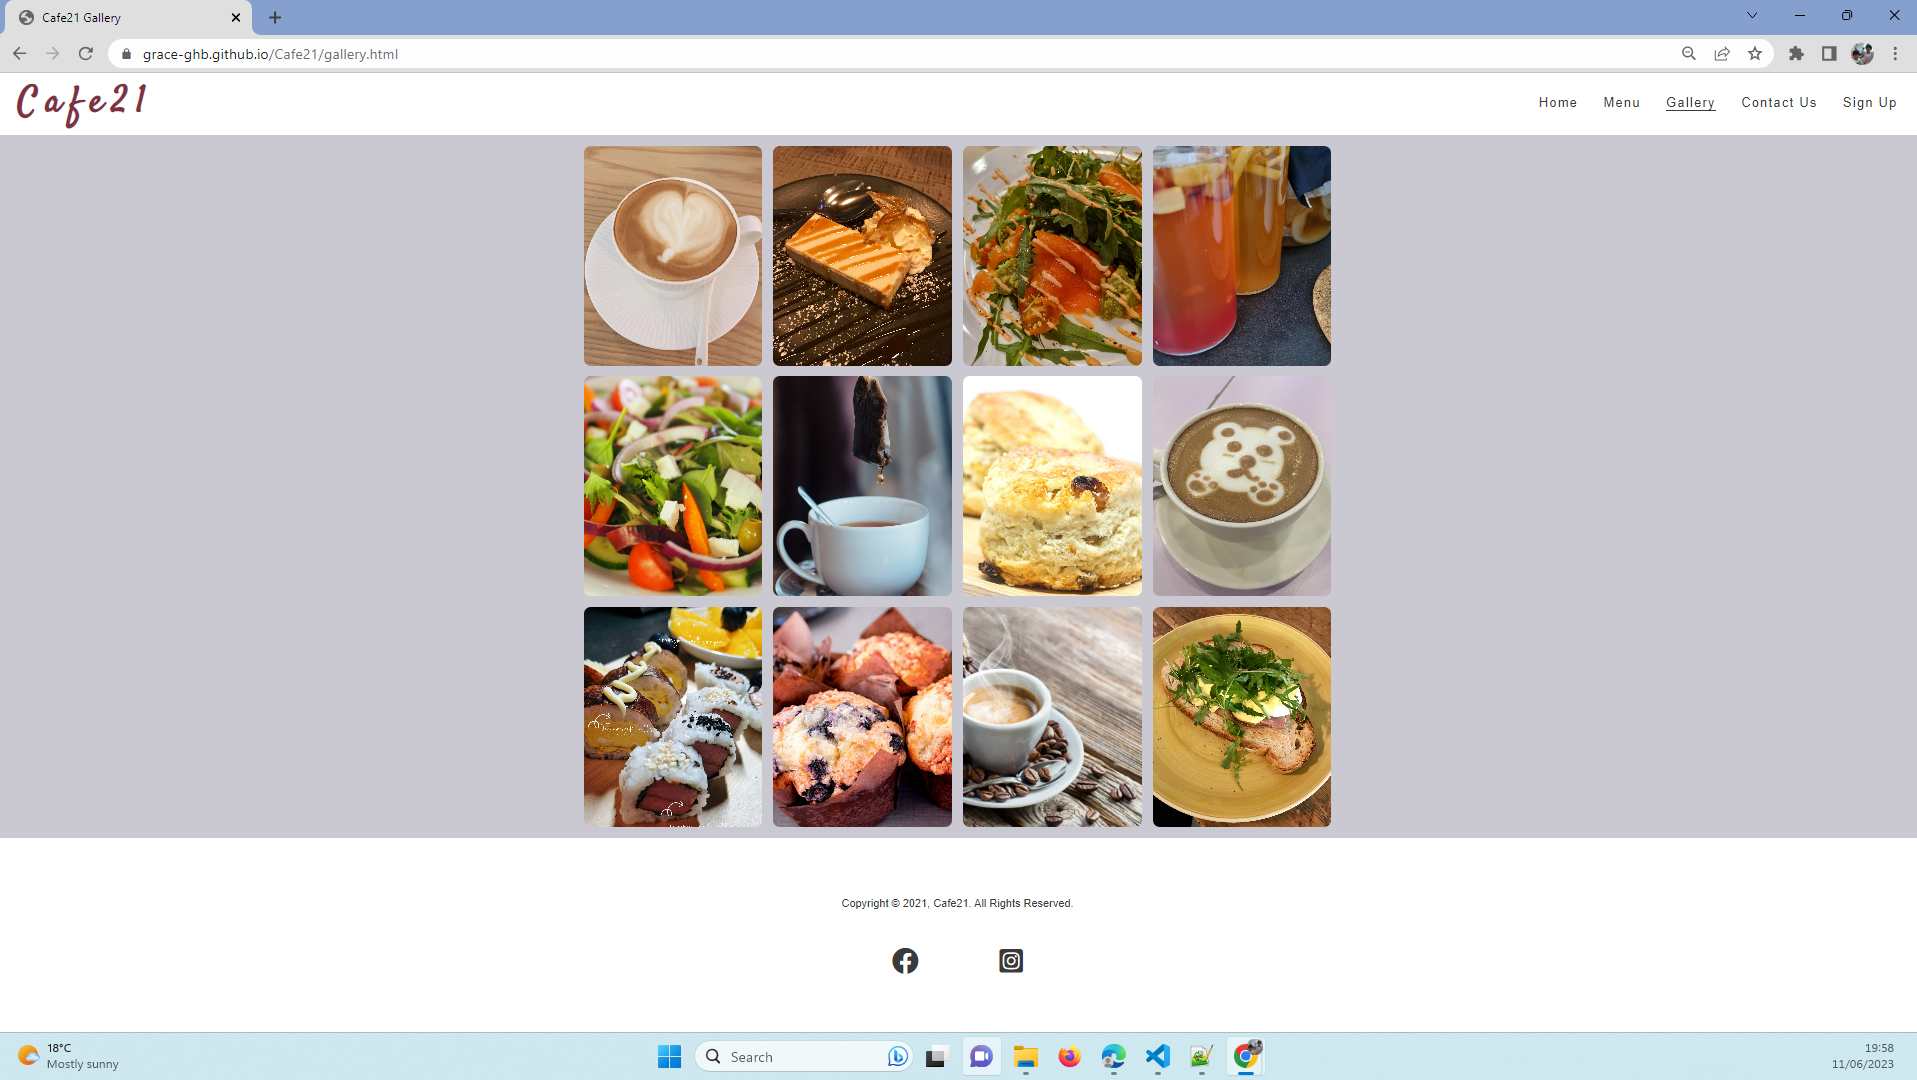 Cafe21 Gallery
grace-ghb.github.io/Cafe21/gallery.html
Cafe21
Home Menu Gallery Contact Us Sign Up
Copyright © 2021, Cafe21. All Rights Reserved.
18°C
Mostly sunny
Search
19:58
11/06/2023